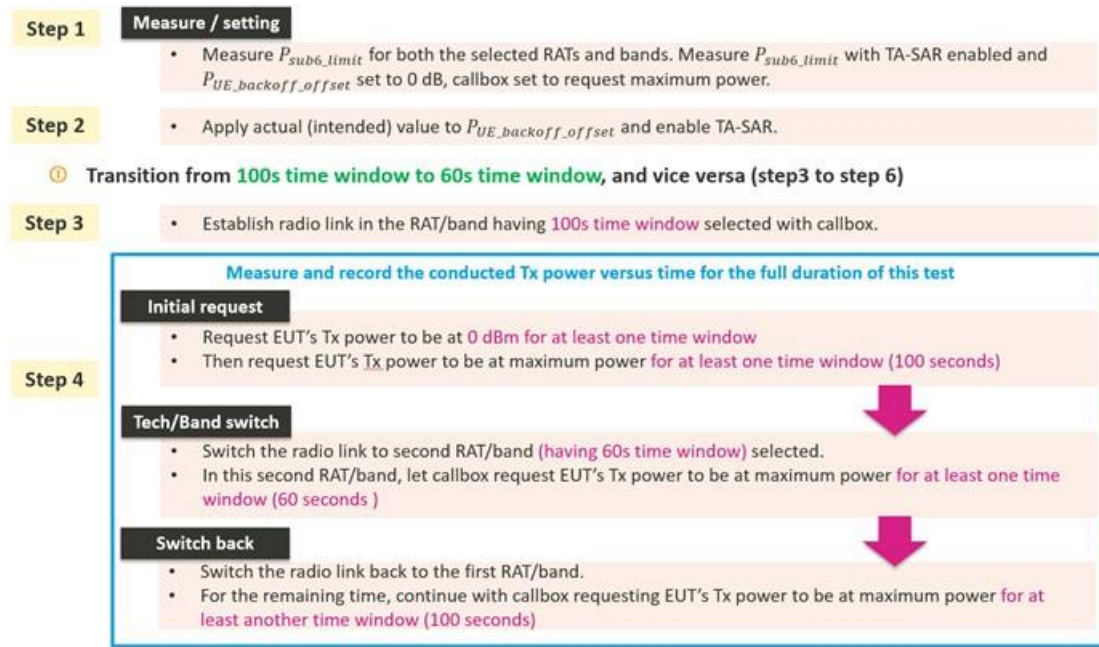 Step 1
Measure / setting
• Measure P_sub6_limit for both the selected RATs and bands. Measure P_sub6_limit with TA-SAR enabled and
P_UE_backoff_offset set to 0 dB, callbox set to request maximum power.
Step 2
• Apply actual (intended) value to P_UE_backoff_offset and enable TA-SAR.
① Transition from 100s time window to 60s time window, and vice versa (step3 to step 6)
Step 3
• Establish radio link in the RAT/band having 100s time window selected with callbox.
Measure and record the conducted Tx power versus time for the full duration of this test
Step 4
Initial request
• Request EUT's Tx power to be at 0 dBm for at least one time window
• Then request EUT's Tx power to be at maximum power for at least one time window (100 seconds)
Tech/Band switch
• Switch the radio link to second RAT/band (having 60s time window) selected.
• In this second RAT/band, let callbox request EUT's Tx power to be at maximum power for at least one time
window (60 seconds )
Switch back
• Switch the radio link back to the first RAT/band.
• For the remaining time, continue with callbox requesting EUT's Tx power to be at maximum power for at
least another time window (100 seconds)